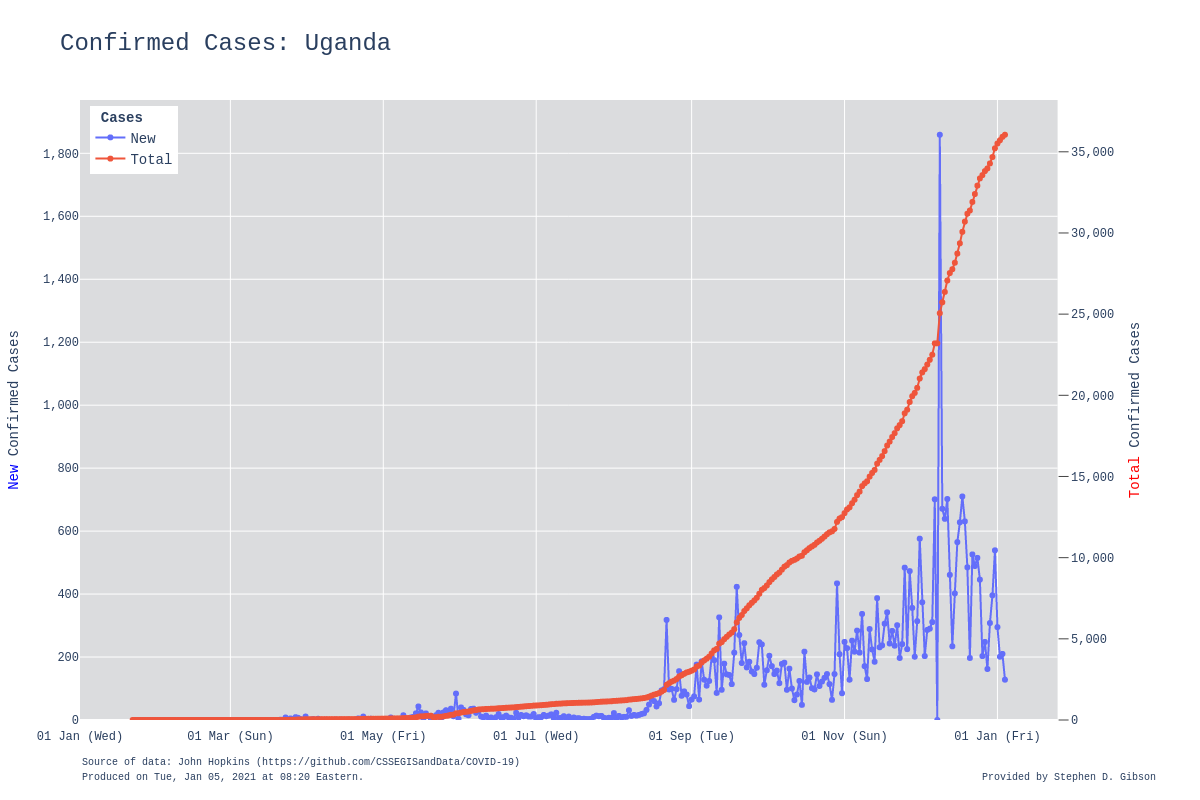 Confirmed Cases: Uganda
Cases
New
Total
1,800
1,600
1,400
1,200
1,000
800
600
400
200
0
35,000
30,000
25,000
20,000
15,000
10,000
5,000
0
New Confirmed Cases
Total Confirmed Cases
01 Jan (Wed)
01 Mar (Sun)
01 May (Fri)
01 Jul (Wed)
01 Sep (Tue)
01 Nov (Sun)
01 Jan (Fri)
Source of data: John Hopkins (https://github.com/CSSEGISandData/COVID-19)
Produced on Tue, Jan 05, 2021 at 08:20 Eastern.
Provided by Stephen D. Gibson